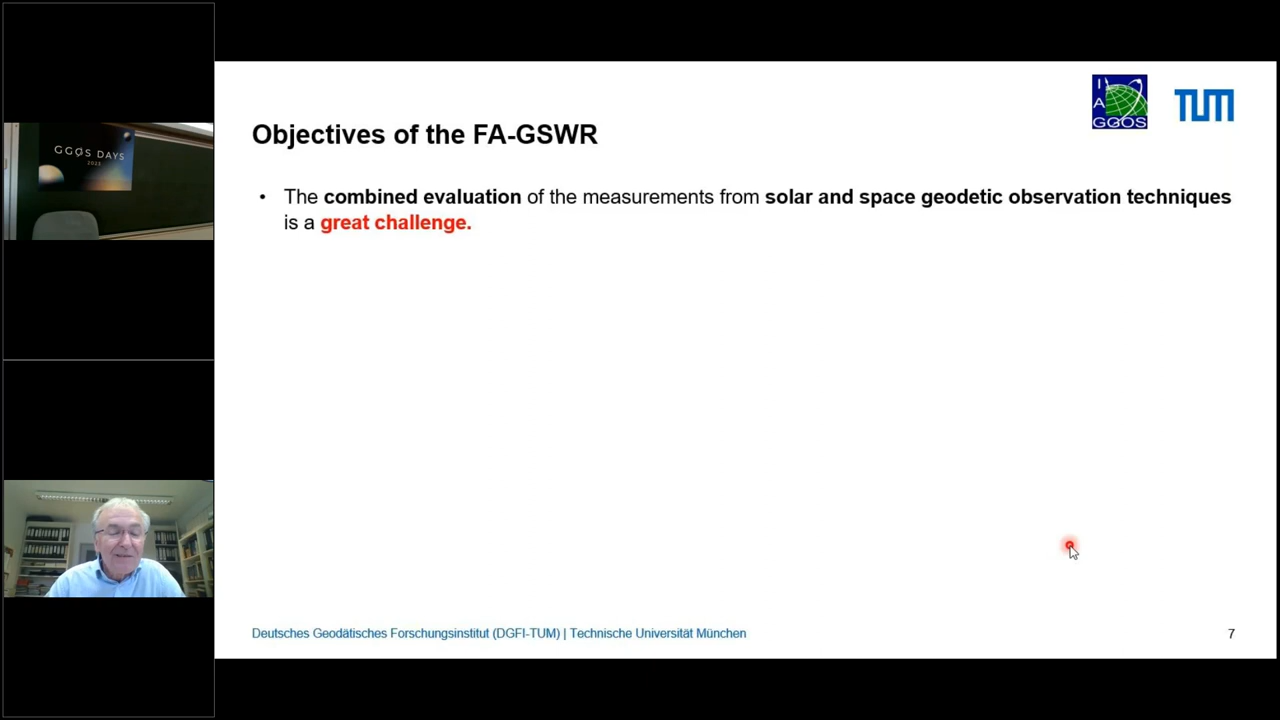 GGOS DAYS
I
A
GGOS
TUM
Objectives of the FA-GSWR
• The combined evaluation of the measurements from solar and space geodetic observation techniques
is a great challenge.
Deutsches Geodätisches Forschungsinstitut (DGFI-TUM) | Technische Universität München
7